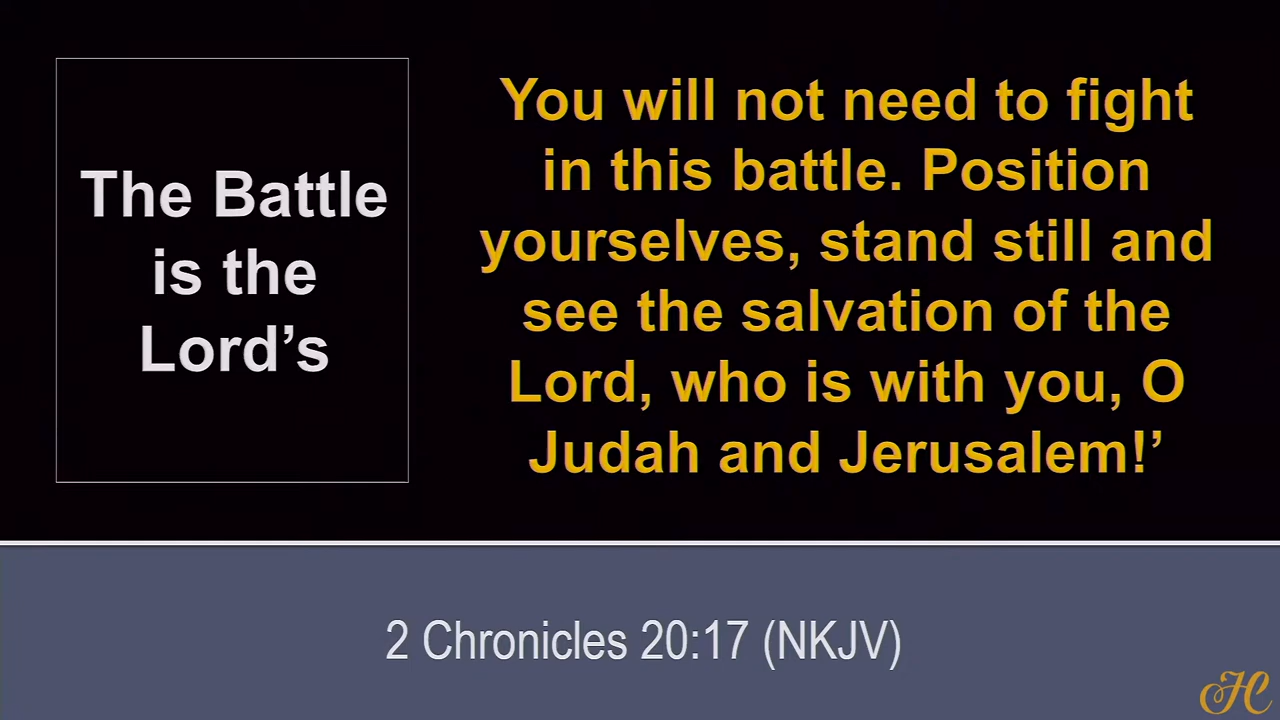 The Battle
is the
Lord’s
You will not need to fight
in this battle. Position
yourselves, stand still and
see the salvation of the
Lord, who is with you, O
Judah and Jerusalem!’
2 Chronicles 20:17 (NKJV)
HC